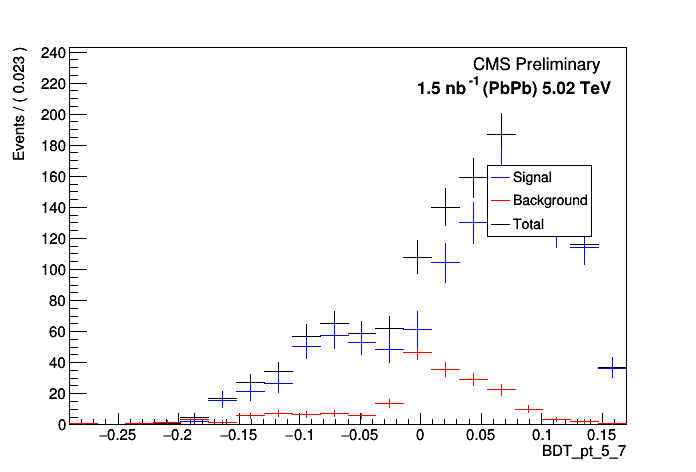 CMS Preliminary
1.5 nb⁻¹ (PbPb) 5.02 TeV
Events / ( 0.023 )
240
220
200
180
160
140
120
100
80
60
40
20
0
Signal
Background
Total
−0.25 −0.2 −0.15 −0.1 −0.05 0 0.05 0.1 0.15
BDT_pt_5_7